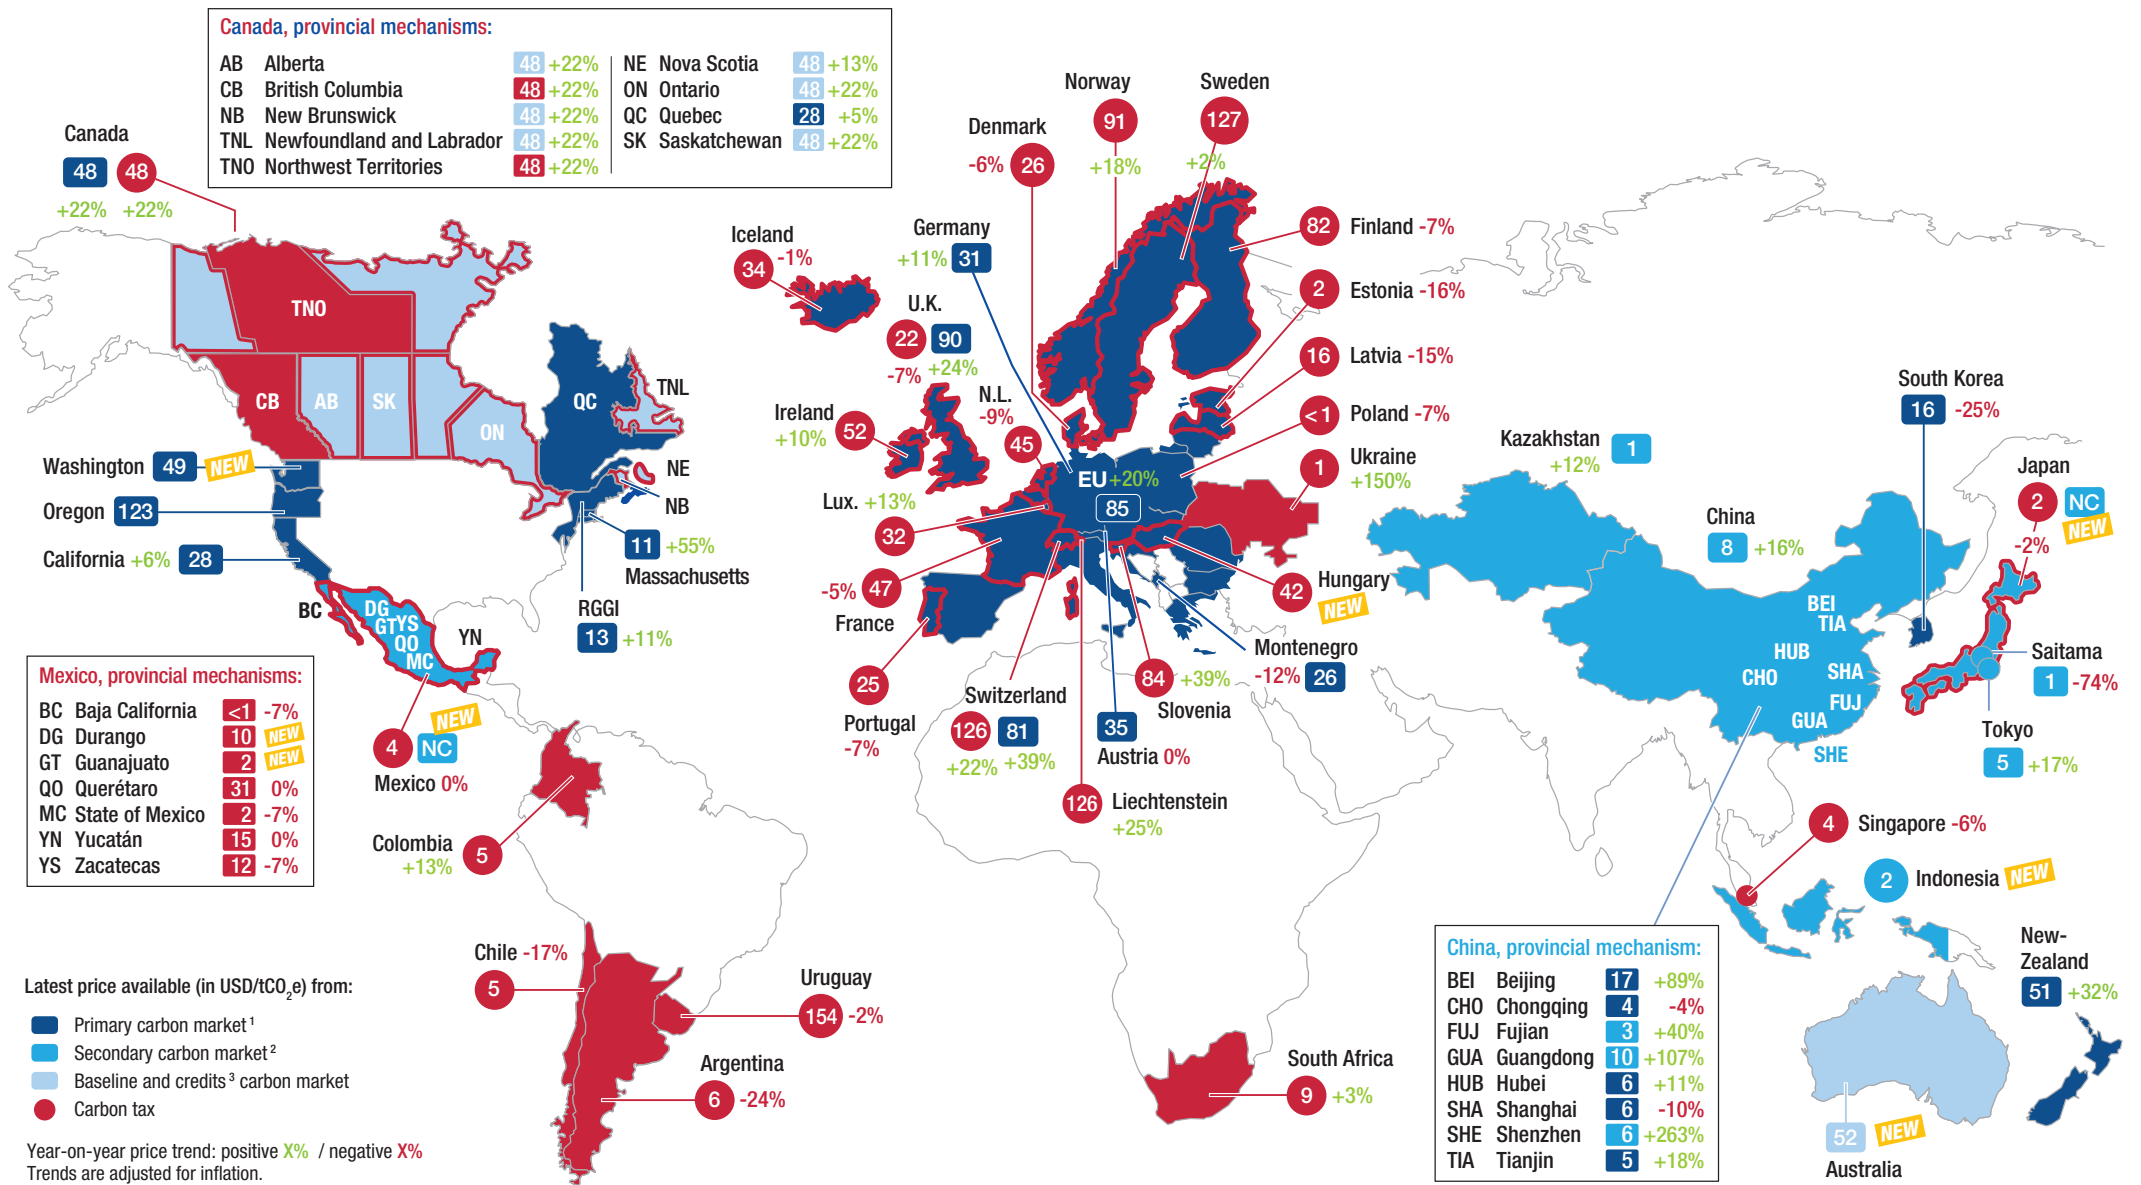 Canada, provincial mechanisms:
AB Alberta 48 +22%
CB British Columbia 48 +22%
NB New Brunswick 48 +22%
TNL Newfoundland and Labrador 48 +22%
TNO Northwest Territories 48 +22%
NE Nova Scotia 48 +13%
ON Ontario 48 +22%
QC Quebec 28 +5%
SK Saskatchewan 48 +22%
Canada
48 48
+22% +22%
TNO
CB
AB
SK
ON
QC
TNL
NE
NB
Washington 49 NEW
Oregon 123
California +6% 28
11 +55%
Massachusetts
RGGI
13 +11%
BC
DG
GT YS
QO
MC
YN
Mexico, provincial mechanisms:
BC Baja California <1 -7%
DG Durango 10 NEW
GT Guanajuato 2 NEW
QO Querétaro 31 0%
MC State of Mexico 2 -7%
YN Yucatán 15 0%
YS Zacatecas 12 -7%
NEW
4 NC
Mexico 0%
Colombia
+13%
5
Chile -17%
5
Uruguay
154 -2%
Argentina
6 -24%
Latest price available (in USD/tCO2e) from:
Primary carbon market 1
Secondary carbon market 2
Baseline and credits 3 carbon market
Carbon tax
Year-on-year price trend: positive X% / negative X%
Trends are adjusted for inflation.
Norway
91
+18%
Sweden
127
+2%
Denmark
-6% 26
Germany
+11% 31
Iceland
34 -1%
U.K.
22 90
-7% +24%
N.L.
-9%
45
Ireland
+10%
52
Lux. +13%
32
-5% 47
France
25
Portugal
-7%
82 Finland -7%
2 Estonia -16%
16 Latvia -15%
<1 Poland -7%
1 Ukraine
+150%
EU +20%
85
42 Hungary
NEW
Montenegro
-12% 26
84 +39%
Slovenia
Switzerland
126 81
+22% +39%
35
Austria 0%
126 Liechtenstein
+25%
South Africa
9 +3%
Kazakhstan 1
+12%
China
8 +16%
BEI
TIA
HUB
CHO
SHA
FUJ
GUA
SHE
South Korea
16 -25%
Japan
2 NC
NEW
-2%
Saitama
1 -74%
Tokyo
5 +17%
4 Singapore -6%
2 Indonesia NEW
China, provincial mechanism:
BEI Beijing 17 +89%
CHO Chongqing 4 -4%
FUJ Fujian 3 +40%
GUA Guangdong 10 +107%
HUB Hubei 6 +11%
SHA Shanghai 6 -10%
SHE Shenzhen 6 +263%
TIA Tianjin 5 +18%
New-
Zealand
51 +32%
52 NEW
Australia